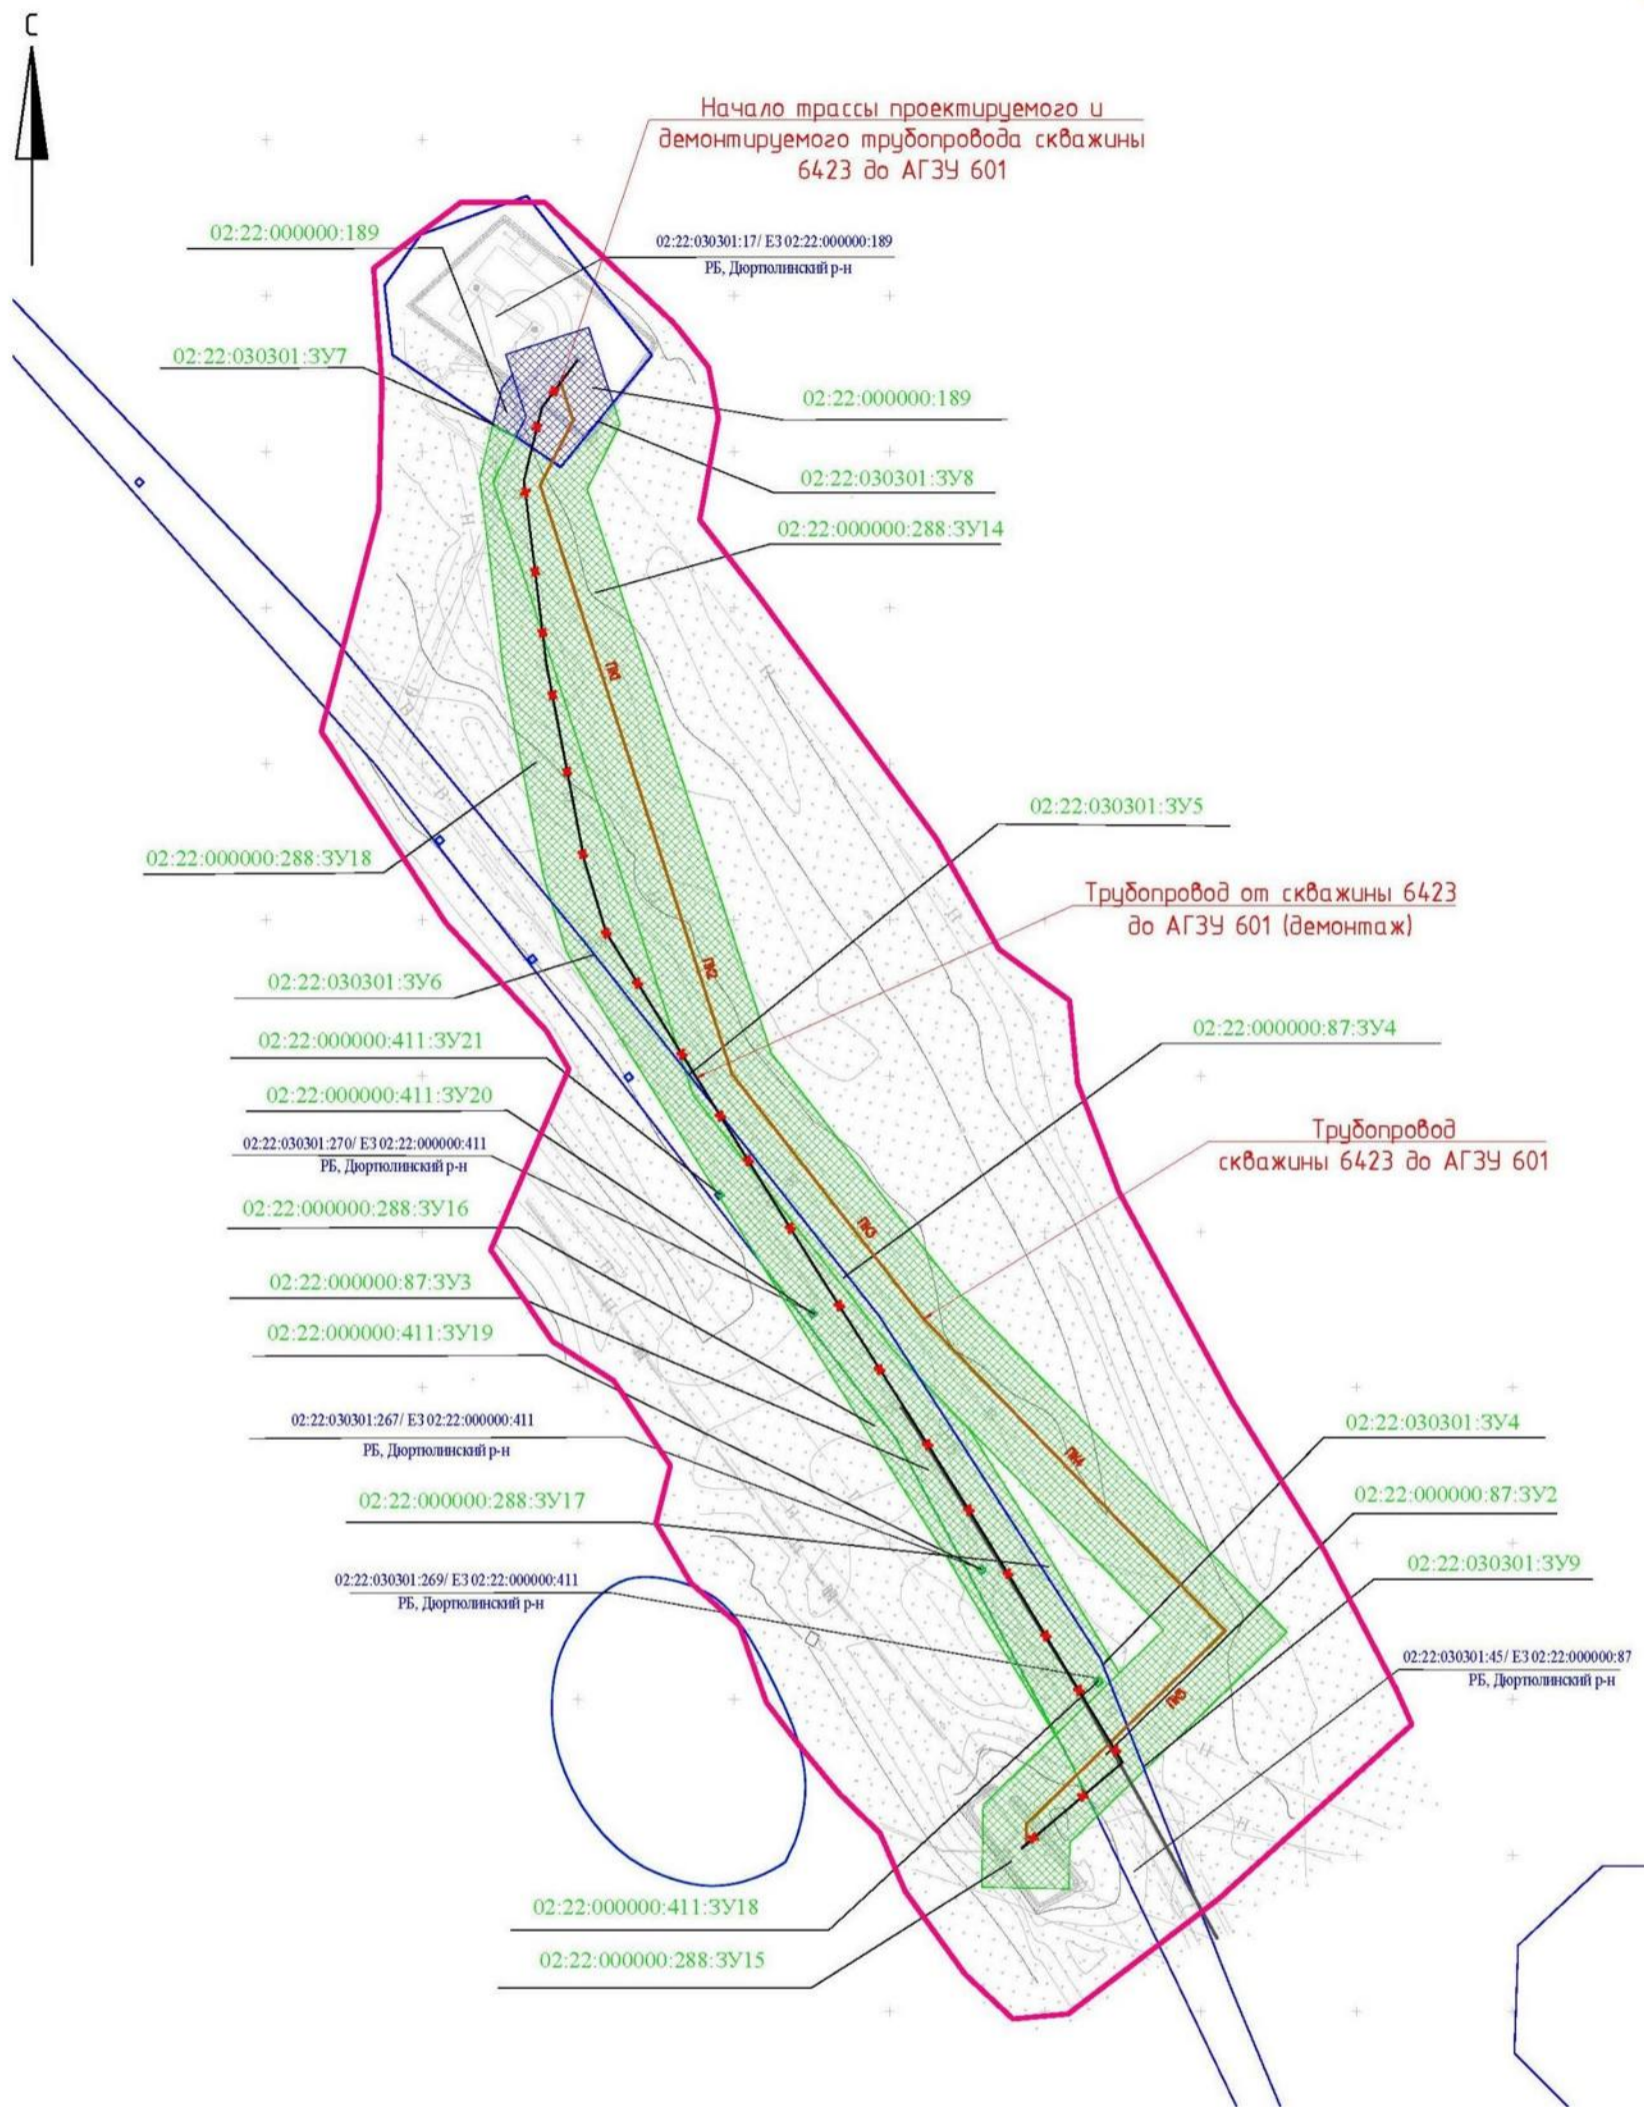 С
Начало трассы проектируемого и
демонтируемого трубопровода скважины
6423 до АГЗУ 601
02:22:000000:189
02:22:030301:17/ ЕЗ 02:22:000000:189
РБ, Дюртюлинский р-н
02:22:030301:ЗУ7
02:22:000000:189
02:22:030301:ЗУ8
Н
02:22:000000:288:ЗУ14
Н
ПК1
В
В
02:22:030301:ЗУ5
02:22:000000:288:ЗУ18
Трубопровод от скважины 6423
до АГЗУ 601 (демонтаж)
Н
ПК2
02:22:030301:ЗУ6
02:22:000000:411:ЗУ21
02:22:000000:87:ЗУ4
02:22:000000:411:ЗУ20
Трубопровод
скважины 6423 до АГЗУ 601
02:22:030301:270/ ЕЗ 02:22:000000:411
РБ, Дюртюлинский р-н
02:22:000000:288:ЗУ16
ПК3
02:22:000000:87:ЗУ3
02:22:000000:411:ЗУ19
02:22:030301:267/ ЕЗ 02:22:000000:411
РБ, Дюртюлинский р-н
02:22:030301:ЗУ4
ПК4
02:22:000000:288:ЗУ17
02:22:000000:87:ЗУ2
Н
02:22:030301:ЗУ9
02:22:030301:269/ ЕЗ 02:22:000000:411
РБ, Дюртюлинский р-н
02:22:030301:45/ ЕЗ 02:22:000000:87
РБ, Дюртюлинский р-н
ПК5
Н
Н
02:22:000000:411:ЗУ18
02:22:000000:288:ЗУ15